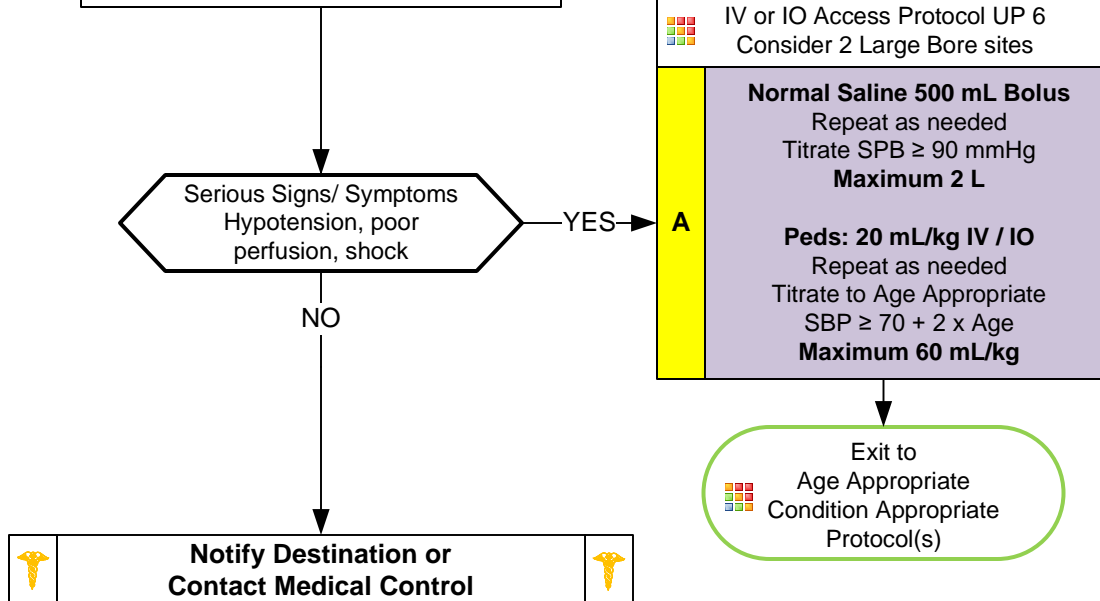 IV or IO Access Protocol UP 6
Consider 2 Large Bore sites
A
Normal Saline 500 mL Bolus
Repeat as needed
Titrate SPB ≥ 90 mmHg
Maximum 2 L
Peds: 20 mL/kg IV / IO
Repeat as needed
Titrate to Age Appropriate
SBP ≥ 70 + 2 x Age
Maximum 60 mL/kg
Serious Signs/ Symptoms
Hypotension, poor
perfusion, shock
YES
NO
Exit to
Age Appropriate
Condition Appropriate
Protocol(s)
Notify Destination or
Contact Medical Control